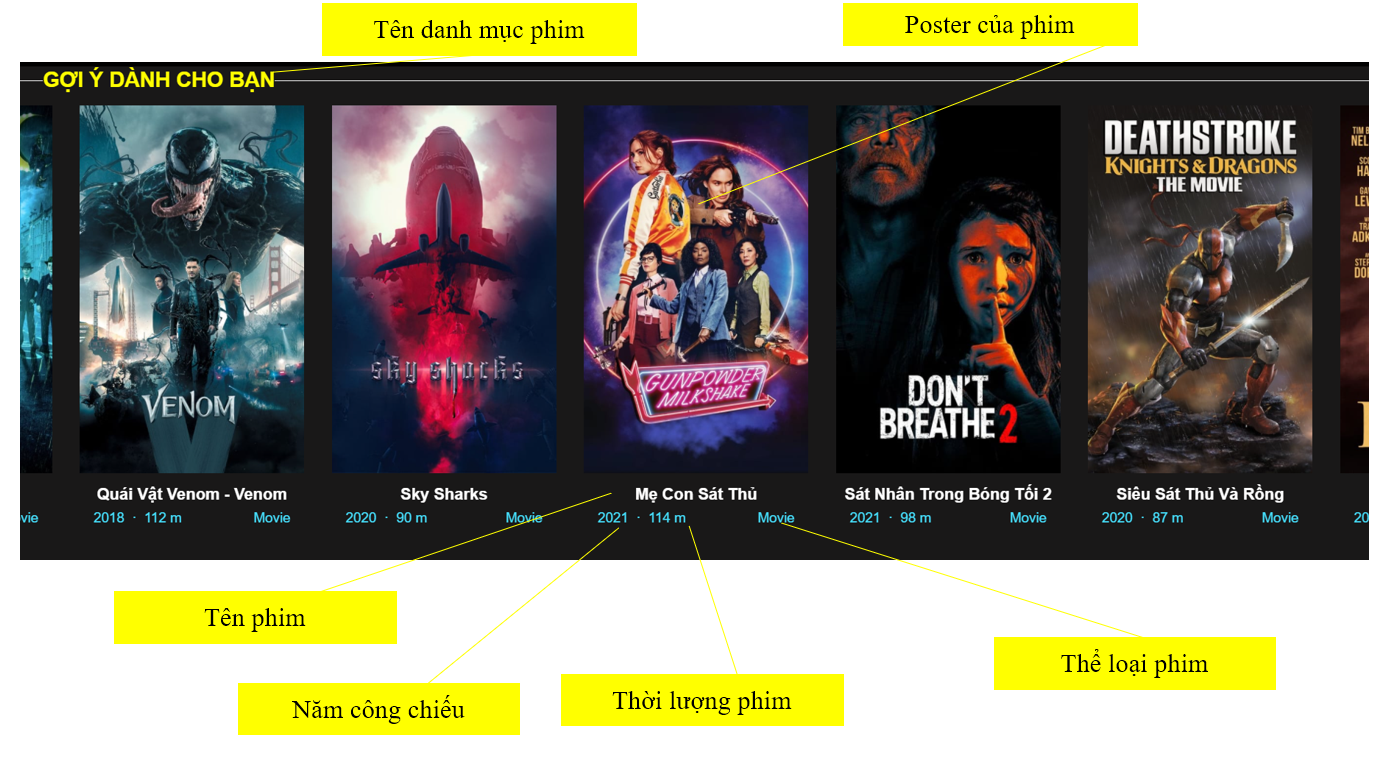 Tên danh mục phim
Poster của phim
GỢI Ý DÀNH CHO BẠN
VENOM
sky sharks
GUNPOWDER
MILKSHAKE
DON'T
BREATHE 2
DEATHSTROKE
KNIGHTS & DRAGONS
THE MOVIE
Quái Vật Venom - Venom
Sky Sharks
Mẹ Con Sát Thủ
Sát Nhân Trong Bóng Tối 2
Siêu Sát Thủ Và Rồng
2018 · 112 m Movie
2020 · 90 m Movie
2021 · 114 m Movie
2021 · 98 m Movie
2020 · 87 m Movie
Tên phim
Năm công chiếu
Thời lượng phim
Thể loại phim